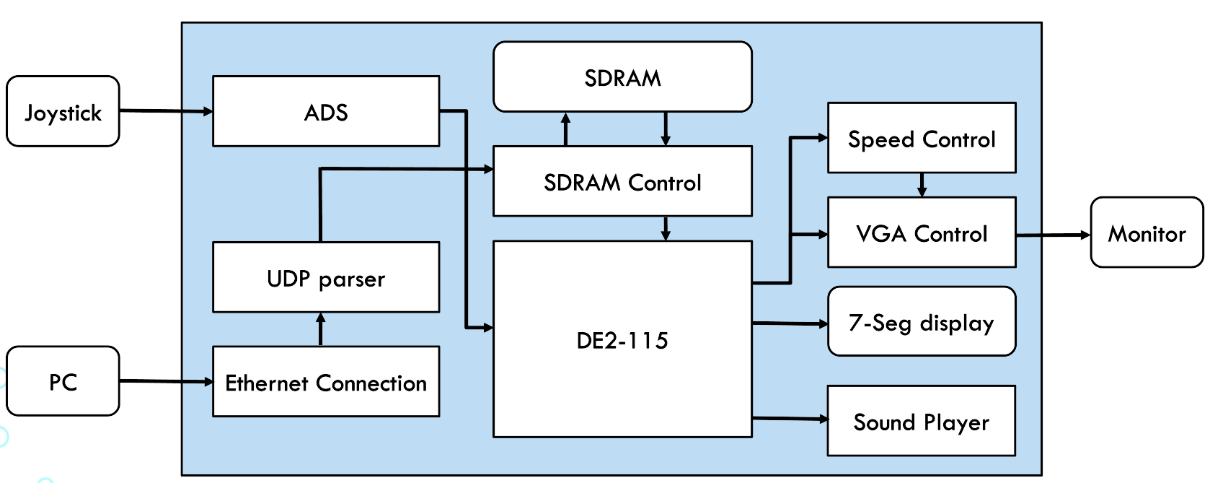 SDRAM
Joystick
ADS
Speed Control
SDRAM Control
VGA Control
Monitor
UDP parser
7-Seg display
DE2-115
PC
Ethernet Connection
Sound Player